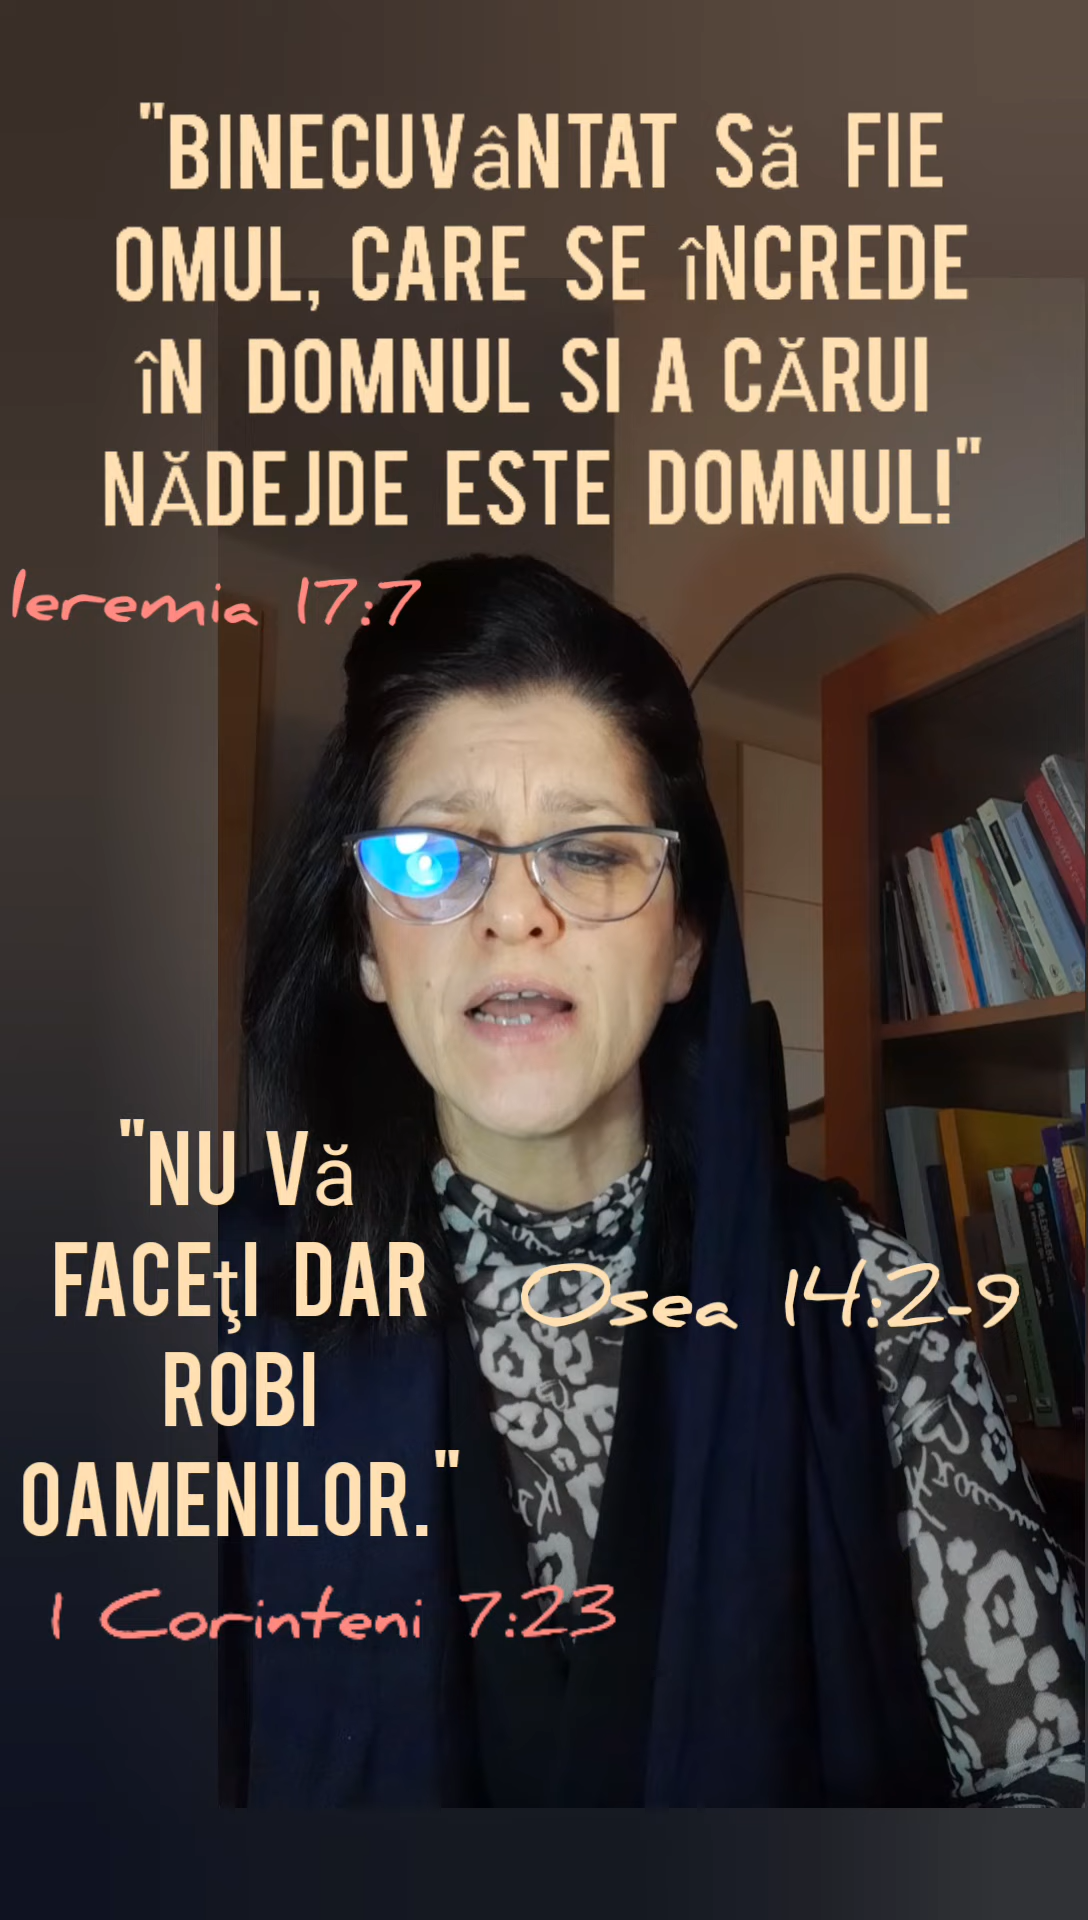 "BINECUVâNTAT Să FIE
OMUL, CARE SE îNCREDE
îN DOMNUL SI A CĂRUI
NĂDEJDE ESTE DOMNUL!"
Ieremia 17:7
"NU Vă
FACEţI DAR
ROBI
OAMENILOR."
Osea 14:2-9
1 Corinteni 7:23